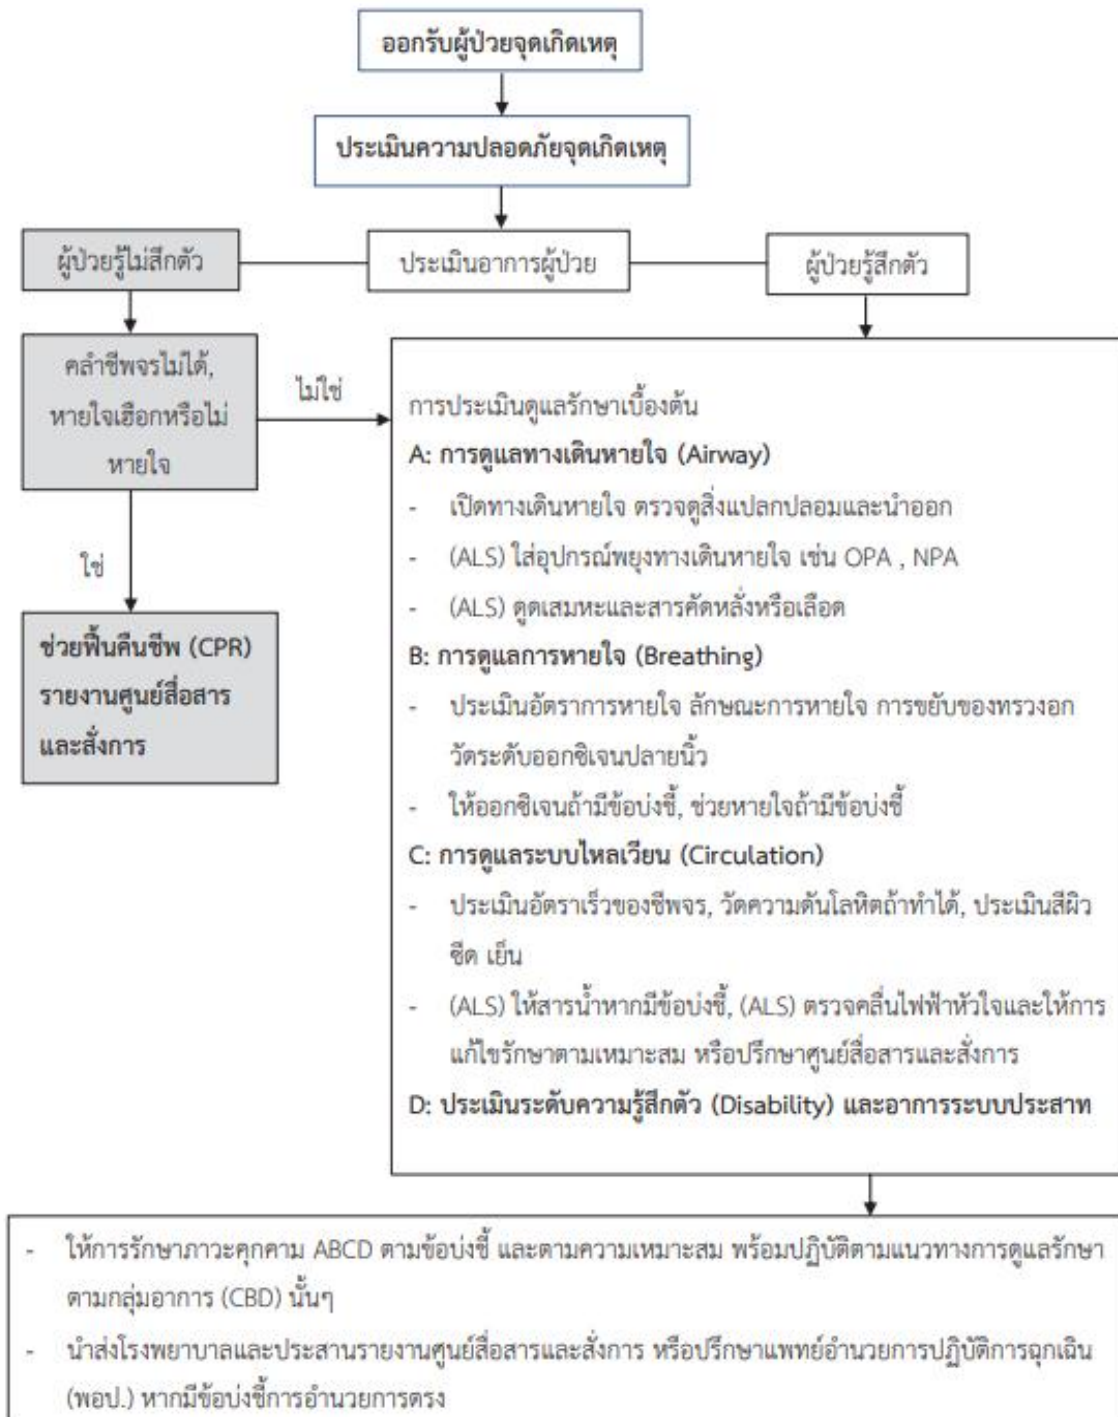 ออกรับผู้ป่วยจุดเกิดเหตุ
ประเมินความปลอดภัยจุดเกิดเหตุ
ผู้ป่วยรู้ไม่สึกตัว
ประเมินอาการผู้ป่วย
ผู้ป่วยรู้สึกตัว
คลำชีพจรไม่ได้,
หายใจเฮือกหรือไม่
หายใจ
ไม่ใช่
ใช่
ช่วยฟื้นคืนชีพ (CPR)
รายงานศูนย์สื่อสาร
และสั่งการ
การประเมินดูแลรักษาเบื้องต้น
A: การดูแลทางเดินหายใจ (Airway)
- เปิดทางเดินหายใจ ตรวจดูสิ่งแปลกปลอมและนำออก
- (ALS) ใส่อุปกรณ์พยุงทางเดินหายใจ เช่น OPA , NPA
- (ALS) ดูดเสมหะและสารคัดหลั่งหรือเลือด
B: การดูแลการหายใจ (Breathing)
- ประเมินอัตราการหายใจ ลักษณะการหายใจ การขยับของทรวงอก
วัดระดับออกซิเจนปลายนิ้ว
- ให้ออกซิเจนถ้ามีข้อบ่งชี้, ช่วยหายใจถ้ามีข้อบ่งชี้
C: การดูแลระบบไหลเวียน (Circulation)
- ประเมินอัตราเร็วของชีพจร, วัดความดันโลหิตถ้าทำได้, ประเมินสีผิว
ซีด เย็น
- (ALS) ให้สารน้ำหากมีข้อบ่งชี้, (ALS) ตรวจคลื่นไฟฟ้าหัวใจและให้การ
แก้ไขรักษาตามเหมาะสม หรือปรึกษาศูนย์สื่อสารและสั่งการ
D: ประเมินระดับความรู้สึกตัว (Disability) และอาการระบบประสาท
- ให้การรักษาภาวะคุกคาม ABCD ตามข้อบ่งชี้ และตามความเหมาะสม พร้อมปฏิบัติตามแนวทางการดูแลรักษา
ตามกลุ่มอาการ (CBD) นั้นๆ
- นำส่งโรงพยาบาลและประสานรายงานศูนย์สื่อสารและสั่งการ หรือปรึกษาแพทย์อำนวยการปฏิบัติการฉุกเฉิน
(พอป.) หากมีข้อบ่งชี้การอำนวยการตรง